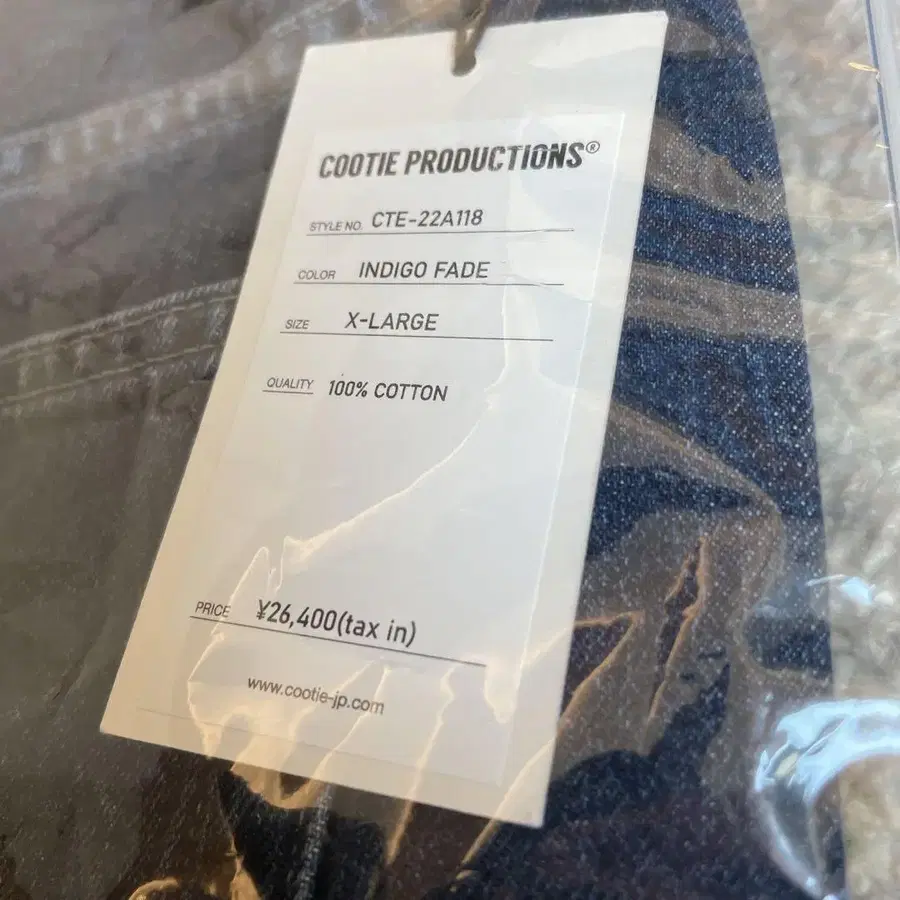 COOTIE PRODUCTIONS®
STYLE NO. CTE-22A118
COLOR INDIGO FADE
SIZE X-LARGE
QUALITY 100% COTTON
PRICE ¥26,400(tax in)
www.cootie-jp.com